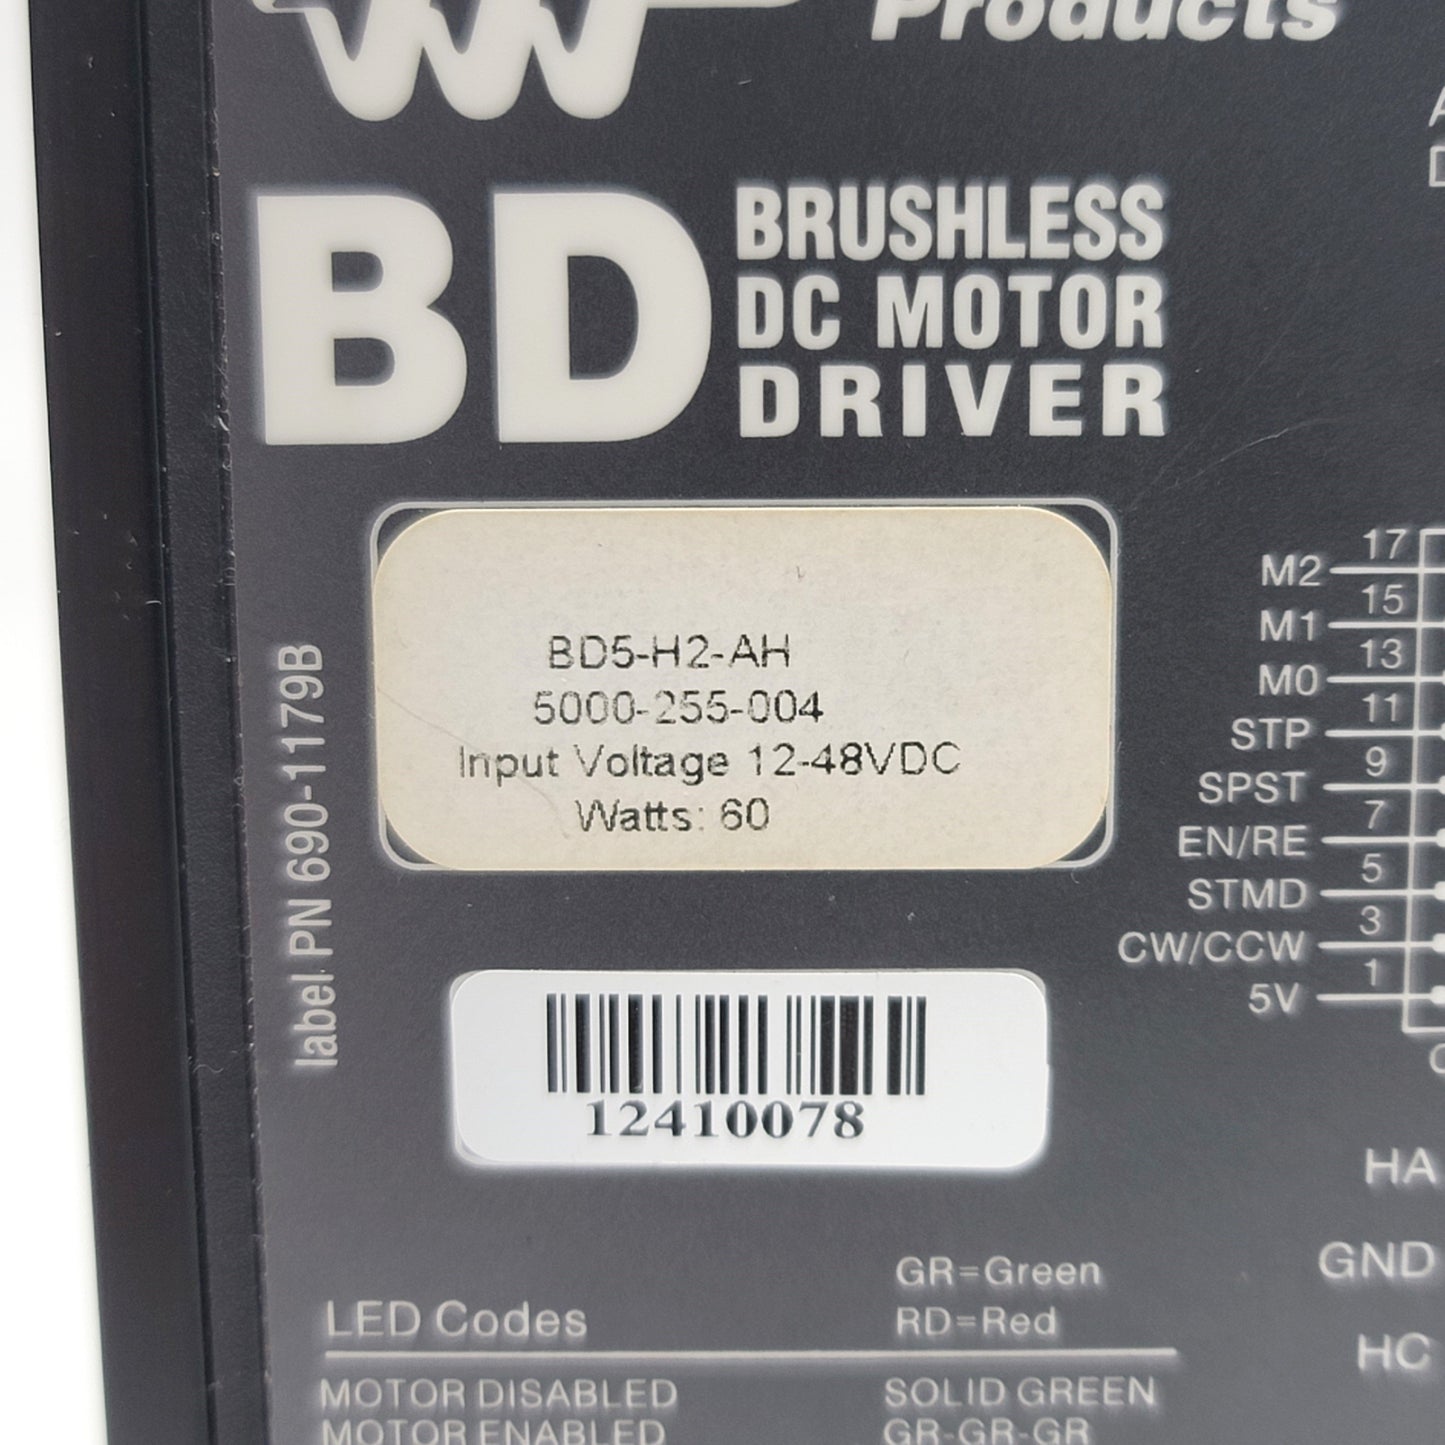 Products
BD
BRUSHLESS
DC MOTOR
DRIVER
BD5-H2-AH
5000-255-004
Input Voltage 12-48VDC
Watts: 60
label PN 690-1179B
12410078
M2 17
M1 15
M0 13
STP 11
SPST 9
EN/RE 7
STMD 5
CW/CCW 3
5V 1
HA
GND
HC
GR=Green
LED Codes RD=Red
MOTOR DISABLED SOLID GREEN
MOTOR ENABLED GR-GR-GR